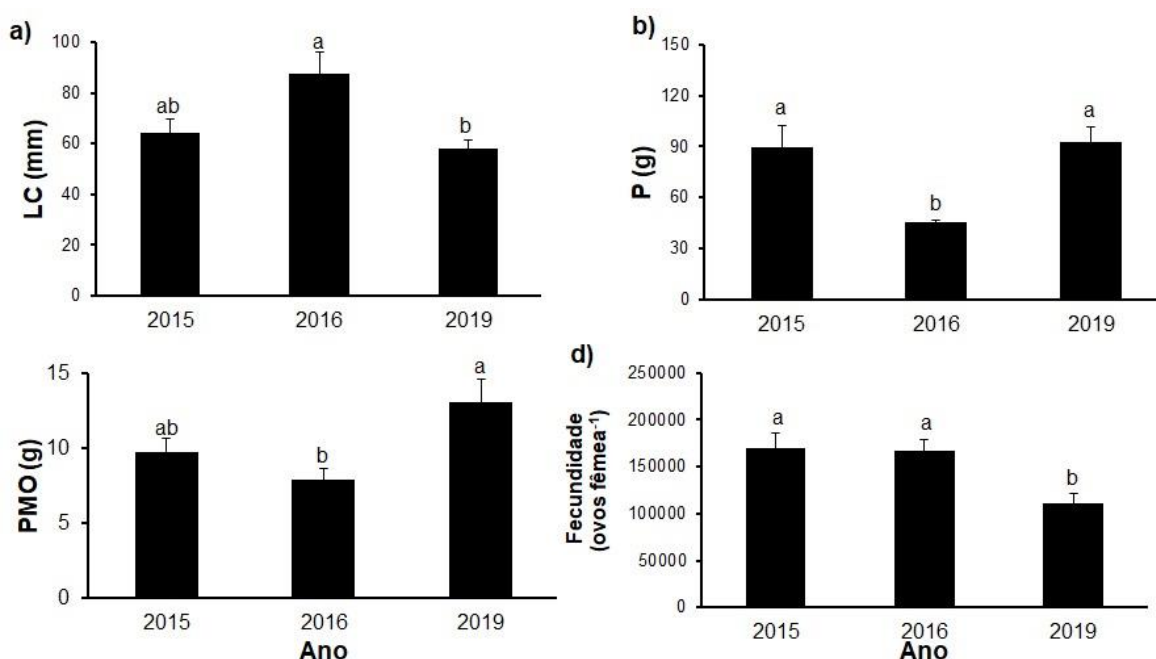 a)
LC (mm)
100
80
60
40
20
0
ab
a
b
2015 2016 2019
b)
P (g)
150
120
90
60
30
0
a
b
a
2015 2016 2019
PMO (g)
15
10
5
0
ab
b
a
2015 2016 2019
Ano
d)
Fecundidade
(ovos fêmea⁻¹)
250000
200000
150000
100000
50000
0
a
a
b
2015 2016 2019
Ano